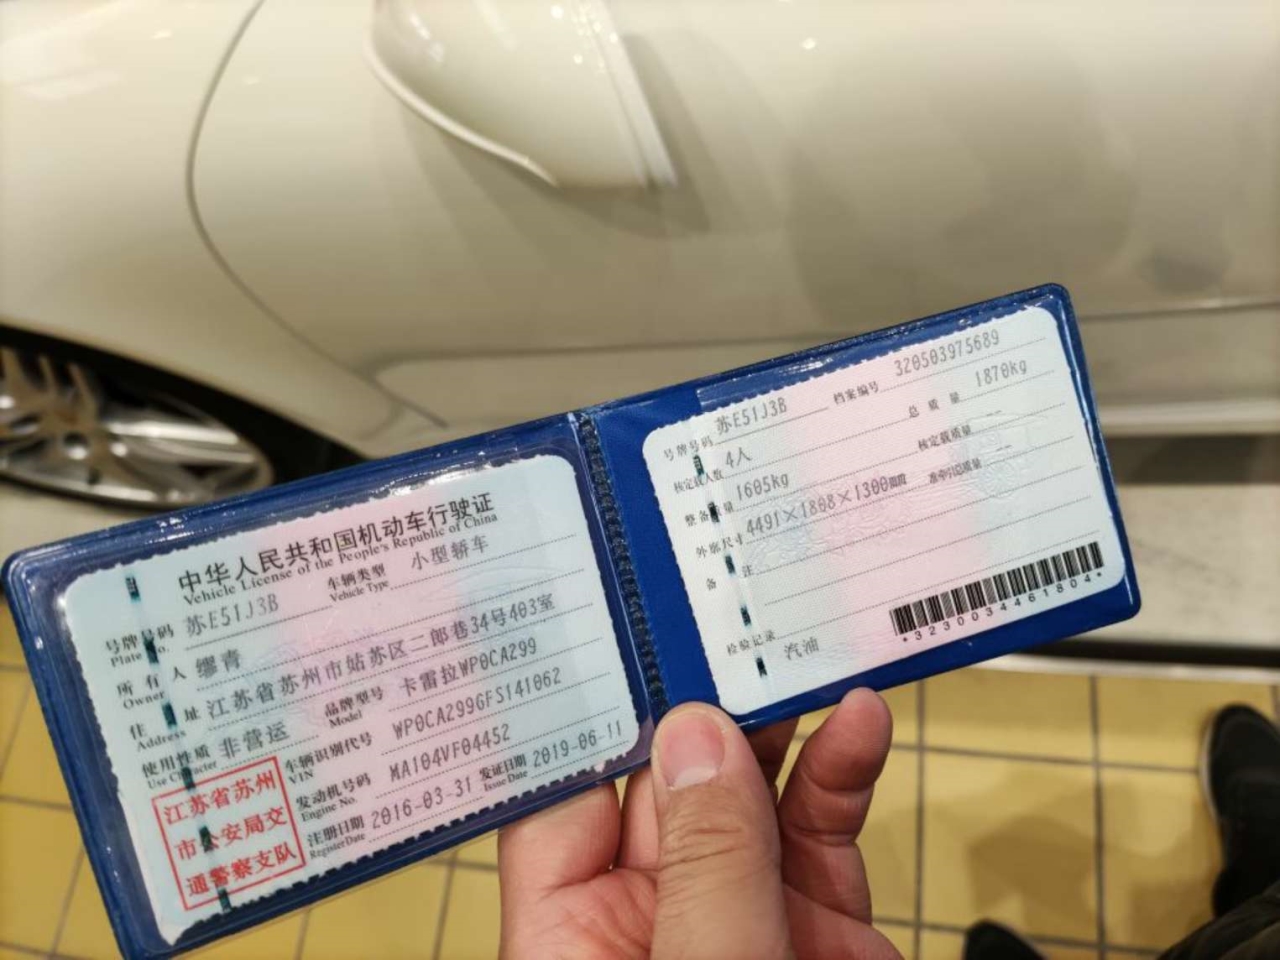 中华人民共和国机动车行驶证
Vehicle License of the People's Republic of China
号牌号码 苏E51J3B 车辆类型 小型轿车
Plate No. Vehicle Type
所有人 缪青
Owner
住址 江苏省苏州市姑苏区二郎巷34号403室
Address
使用性质 非营运 品牌型号 卡雷拉WP0CA299
Use Character Model
车辆识别代号 WP0CA299GFS141062
VIN
发动机号码 MA104VF04452
Engine No.
注册日期 2016-03-31 发证日期 2019-06-11
Register Date Issue Date
江苏省苏州
市公安局交
通警察支队
号牌号码 苏E51J3B 档案编号 320503975689
核定载人数 4人 总质量 1870kg
整备质量 1605kg 核定载质量 --
外廓尺寸 4491×1808×1300mm 准牵引总质量 --
备注
检验记录 汽油
*3230034461804*